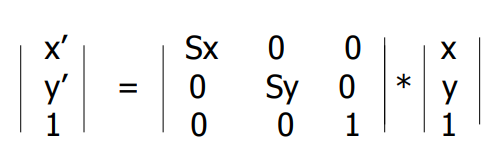 x′ Sx 0 0 x
y′ = 0 Sy 0 * y
1 0 0 1 1